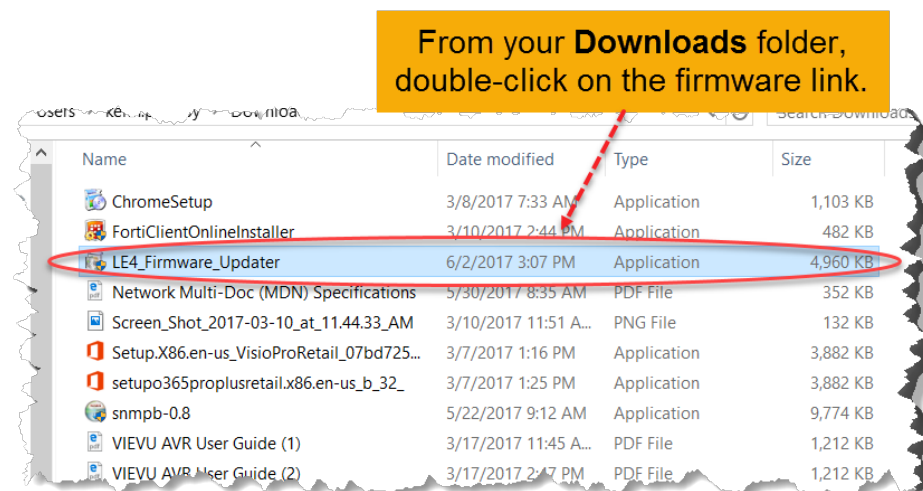 From your Downloads folder,
double-click on the firmware link.
Search Downloads
Name Date modified Type Size
ChromeSetup 3/8/2017 7:33 AM Application 1,103 KB
FortiClientOnlineInstaller 3/10/2017 2:44 PM Application 482 KB
LE4_Firmware_Updater 6/2/2017 3:07 PM Application 4,960 KB
Network Multi-Doc (MDN) Specifications 5/30/2017 8:35 AM PDF File 352 KB
Screen_Shot_2017-03-10_at_11.44.33_AM 3/10/2017 11:51 A... PNG File 132 KB
Setup.X86.en-us_VisioProRetail_07bd725... 3/7/2017 1:16 PM Application 3,882 KB
setupo365proplusretail.x86.en-us_b_32_ 3/7/2017 1:25 PM Application 3,882 KB
snmpb-0.8 5/22/2017 9:12 AM Application 9,774 KB
VIEVU AVR User Guide (1) 3/17/2017 11:45 A... PDF File 1,212 KB
VIEVU AVR User Guide (2) 3/17/2017 2:47 PM PDF File 1,212 KB